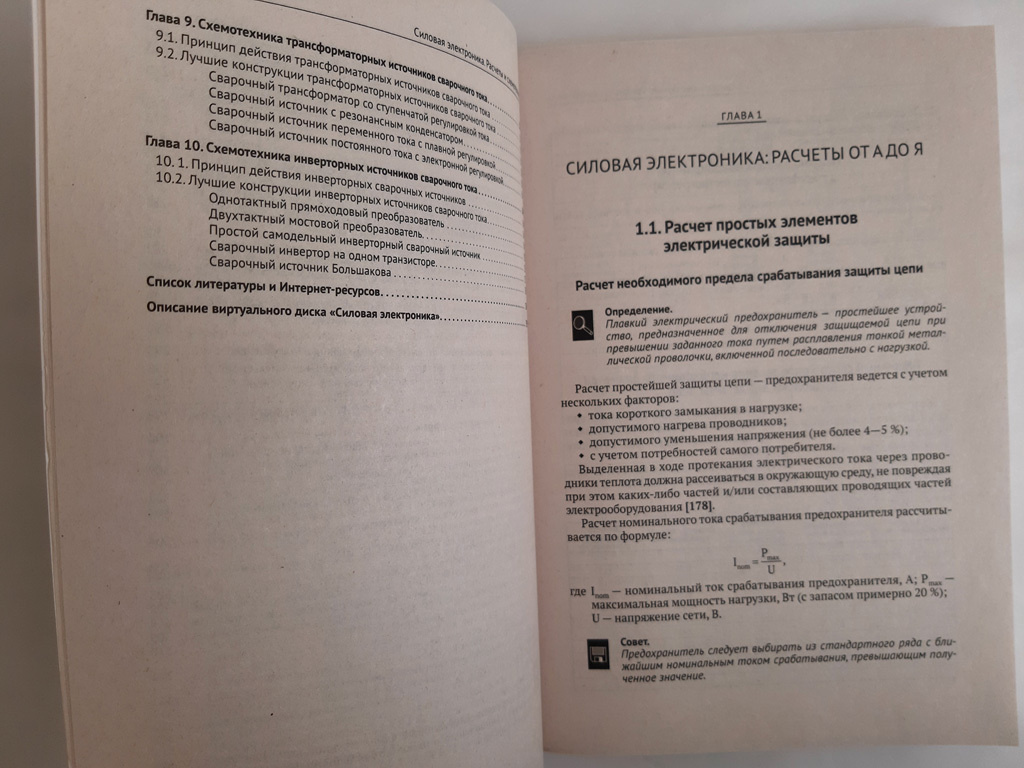 Силовая электроника. Расчеты и
Глава 9. Схемотехника трансформаторных источников сварочного тока
9.1. Принцип действия трансформаторных источников сварочного тока
9.2. Лучшие конструкции трансформаторных источников сварочного тока
Сварочный трансформатор со ступенчатой регулировкой тока
Сварочный источник с резонансным конденсатором
Сварочный источник переменного тока с плавной регулировкой
Сварочный источник постоянного тока с электронной регулировкой
Глава 10. Схемотехника инверторных источников сварочного тока
10. 1. Принцип действия инверторных сварочных источников
10.2. Лучшие конструкции инверторных источников сварочного тока
Однотактный прямоходовый преобразователь
Двухтактный мостовой преобразователь
Простой самодельный инверторный сварочный источник
Сварочный инвертор на одном транзисторе
Сварочный источник Большакова
Список литературы и Интернет-ресурсов
Описание виртуального диска «Силовая электроника»
ГЛАВА 1
СИЛОВАЯ ЭЛЕКТРОНИКА: РАСЧЕТЫ ОТ А ДО Я
1.1. Расчет простых элементов
электрической защиты
Расчет необходимого предела срабатывания защиты цепи
Определение.
Плавкий электрический предохранитель — простейшее устрой-
ство, предназначенное для отключения защищаемой цепи при
превышении заданного тока путем расплавления тонкой метал-
лической проволочки, включенной последовательно с нагрузкой.
Расчет простейшей защиты цепи — предохранителя ведется с учетом
нескольких факторов:
• тока короткого замыкания в нагрузке;
• допустимого нагрева проводников;
• допустимого уменьшения напряжения (не более 4—5 %);
• с учетом потребностей самого потребителя.
Выделенная в ходе протекания электрического тока через прово-
дники теплота должна рассеиваться в окружающую среду, не повреждая
при этом каких-либо частей и/или составляющих проводящих частей
электрооборудования [178].
Расчет номинального тока срабатывания предохранителя рассчиты-
вается по формуле:
I nom = P max / U,
где I nom — номинальный ток срабатывания предохранителя, А; P max —
максимальная мощность нагрузки, Вт (с запасом примерно 20 %);
U — напряжение сети, В.
Совет.
Предохранитель следует выбирать из стандартного ряда с бли-
жайшим номинальным током срабатывания, превышающим полу-
ченное значение.